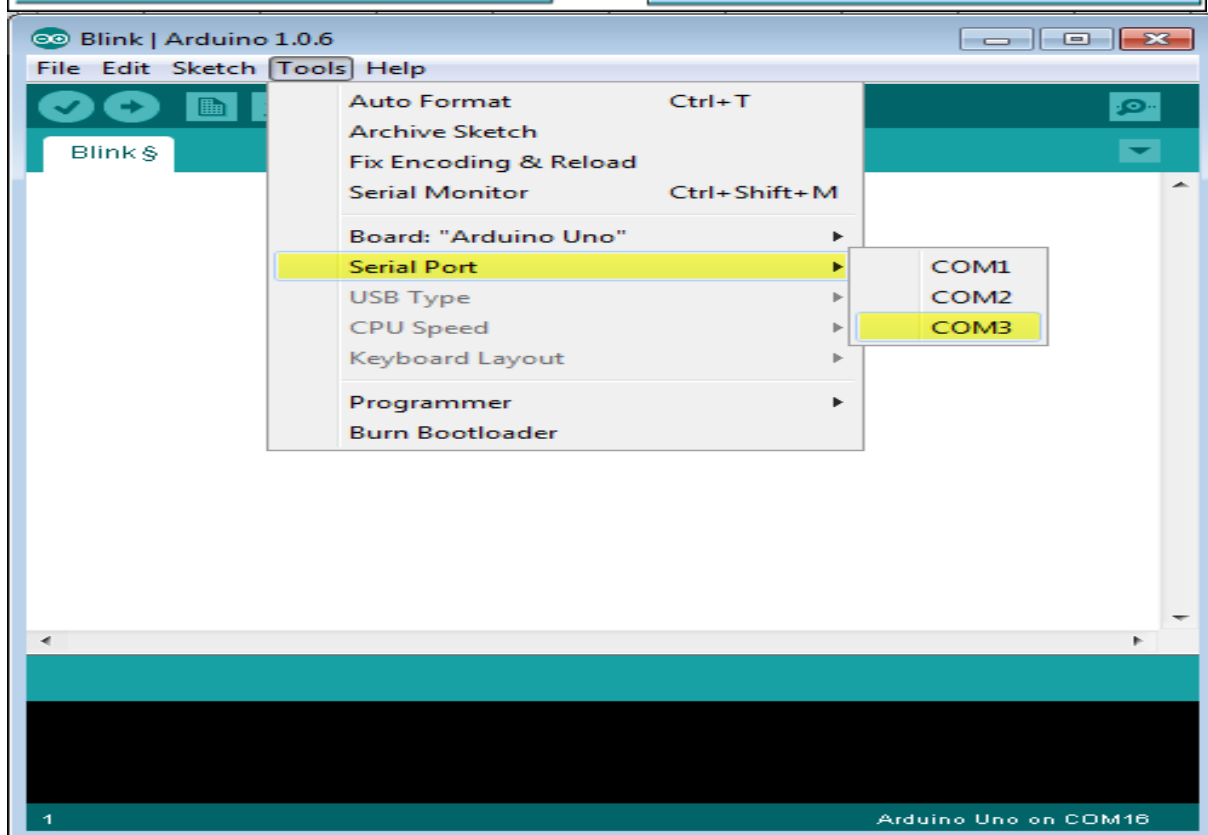 Blink | Arduino 1.0.6
File Edit Sketch Tools Help
Blink §
Auto Format Ctrl+T
Archive Sketch
Fix Encoding & Reload
Serial Monitor Ctrl+Shift+M
Board: "Arduino Uno"
Serial Port
USB Type
CPU Speed
Keyboard Layout
Programmer
Burn Bootloader
COM1
COM2
COM3
1 Arduino Uno on COM16